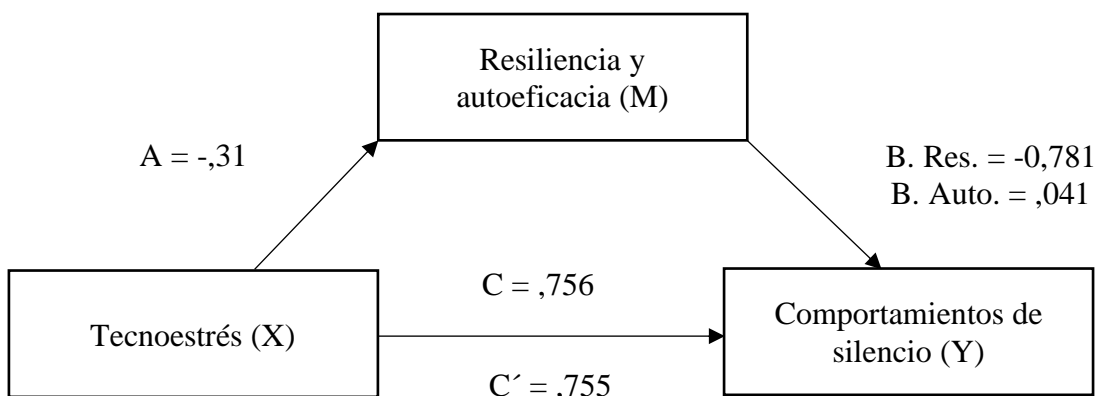 Resiliencia y
autoeficacia (M)
A = -,31
B. Res. = -0,781
B. Auto. = ,041
C = ,756
Tecnoestrés (X)
Comportamientos de
silencio (Y)
C´ = ,755